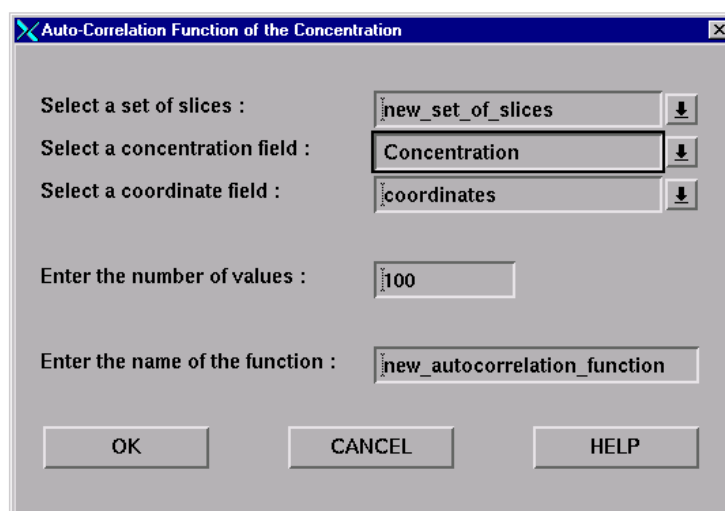 Auto-Correlation Function of the Concentration
Select a set of slices : new_set_of_slices
Select a concentration field : Concentration
Select a coordinate field : coordinates
Enter the number of values : 100
Enter the name of the function : new_autocorrelation_function
OK CANCEL HELP